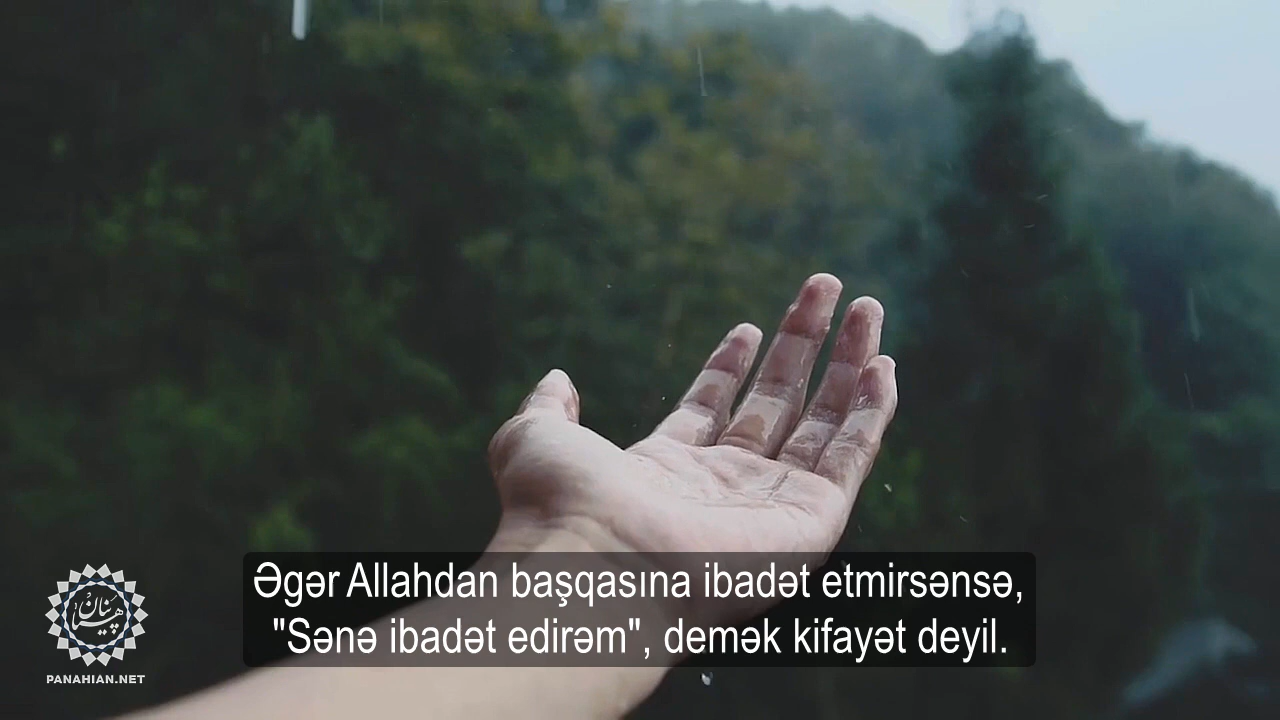 Əgər Allahdan başqasına ibadət etmirsənsə,
"Sənə ibadət edirəm", demək kifayət deyil.
PANAHIAN.NET